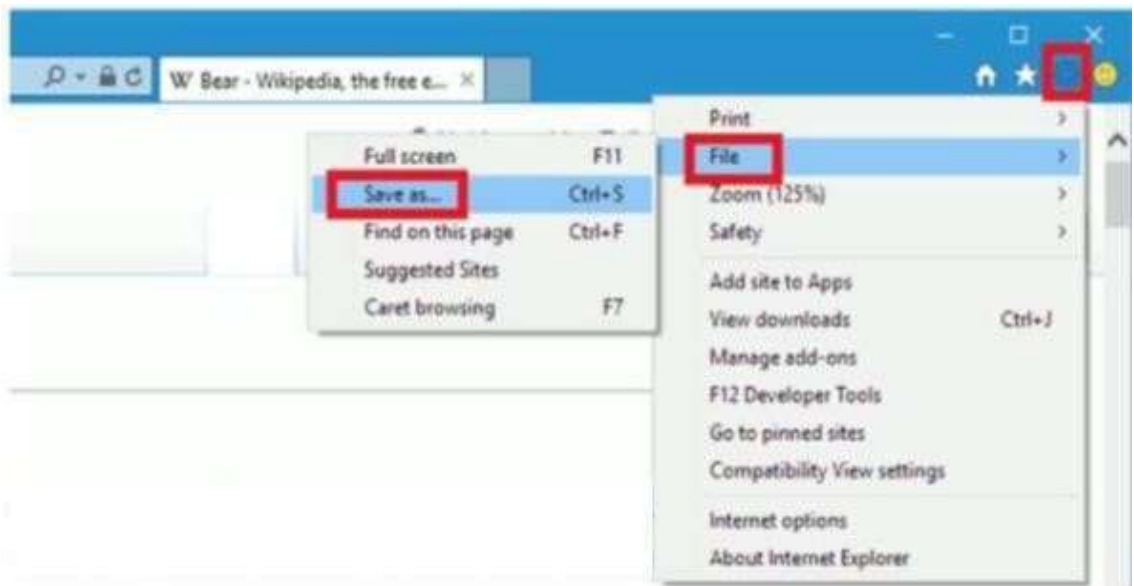 W Bear - Wikipedia, the free e...
Print
File
Zoom (125%)
Safety
Add site to Apps
View downloads Ctrl+J
Manage add-ons
F12 Developer Tools
Go to pinned sites
Compatibility View settings
Internet options
About Internet Explorer
Full screen F11
Save as... Ctrl+S
Find on this page Ctrl+F
Suggested Sites
Caret browsing F7